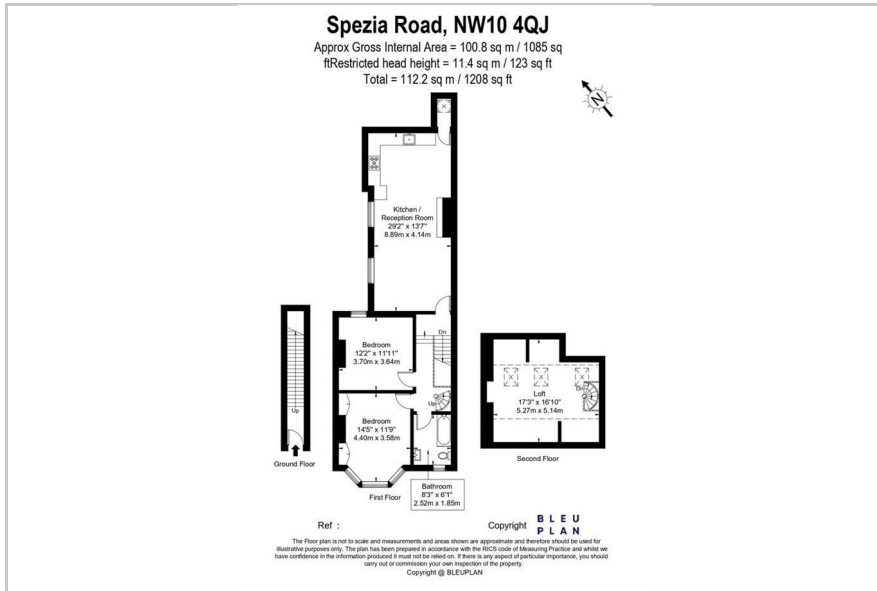 Spezia Road, NW10 4QJ
Approx Gross Internal Area = 100.8 sq m / 1085 sq
ftRestricted head height = 11.4 sq m / 123 sq ft
Total = 112.2 sq m / 1208 sq ft
N
Kitchen /
Reception Room
29'2" x 13'7"
8.89m x 4.14m
Dn
Bedroom
12'2" x 11'11"
3.70m x 3.64m
Up
Bedroom
14'5" x 11'9"
4.40m x 3.58m
Bathroom
8'3" x 6'1"
2.52m x 1.85m
First Floor
Up
Ground Floor
Loft
17'3" x 16'10"
5.27m x 5.14m
Dn
Second Floor
Ref :
Copyright
BLEU
PLAN
The Floor plan is not to scale and measurements and areas shown are approximate and therefore should be used for
illustrative purposes only. The plan has been prepared in accordance with the RICS code of Measuring Practice and whilst we
have confidence in the information produced it must not be relied on. If there is any aspect of particular importance, you should
carry out or commission your own inspection of the property.
Copyright @ BLEUPLAN